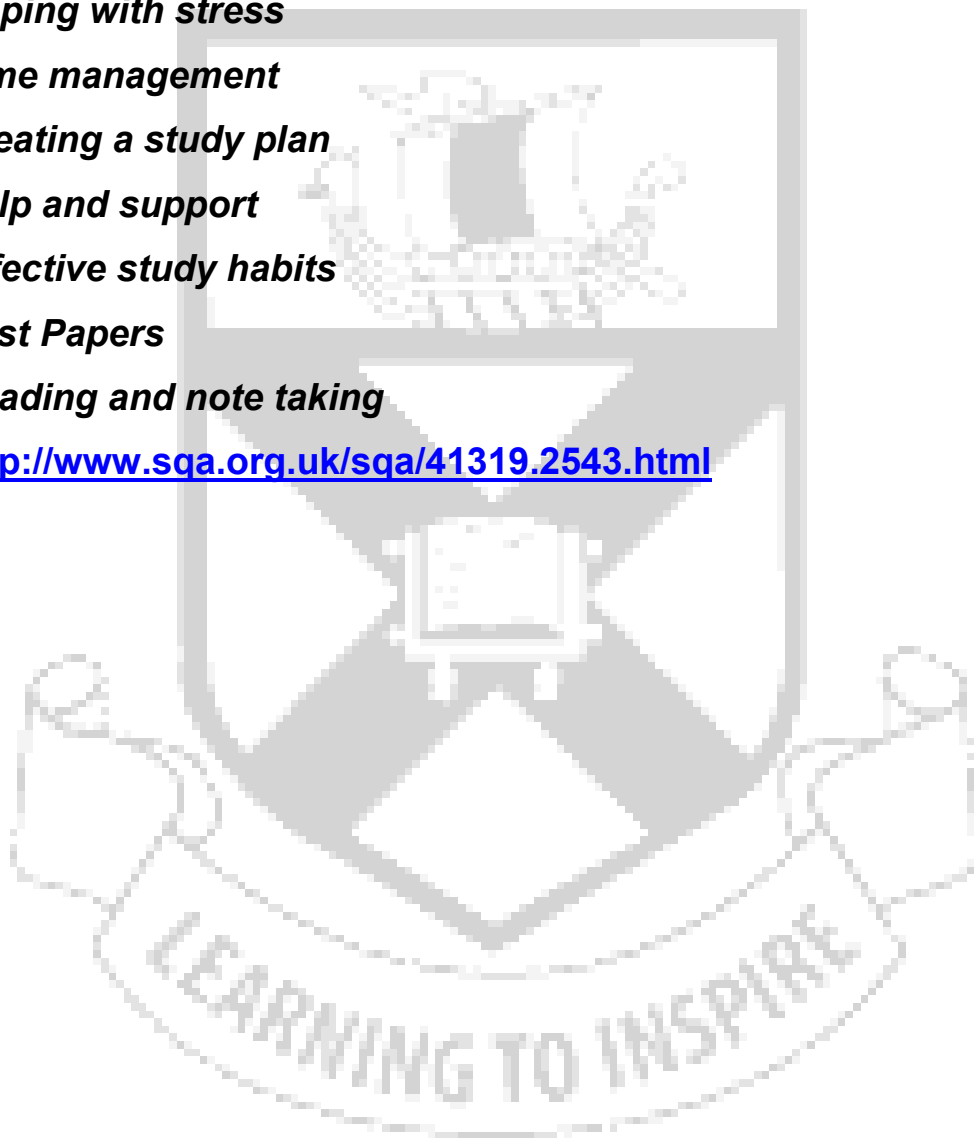 ping with stress
me management
eating a study plan
lp and support
fective study habits
st Papers
ading and note taking
p://www.sqa.org.uk/sqa/41319.2543.html
LEARNING TO INSPIRE